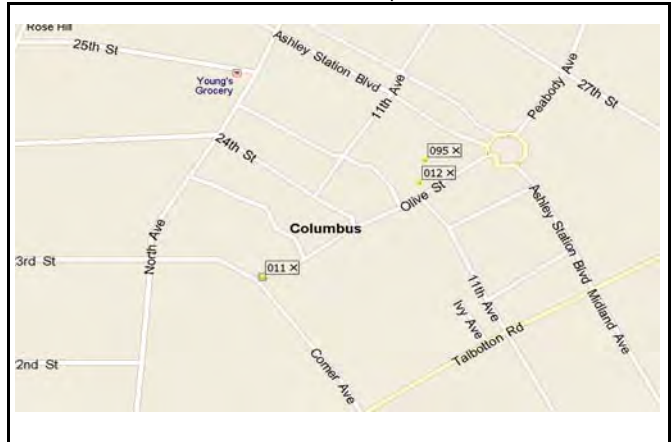 Rose Hill
25th St
Young's
Grocery
Ashley Station Blvd
11th Ave
Peabody Ave
27th St
24th St
095 X
012 X
Olive St
Columbus
North Ave
3rd St
011 X
Ashley Station Blvd Midland Ave
11th Ave
Ivy Ave
Talbotton Rd
2nd St
Comer Ave